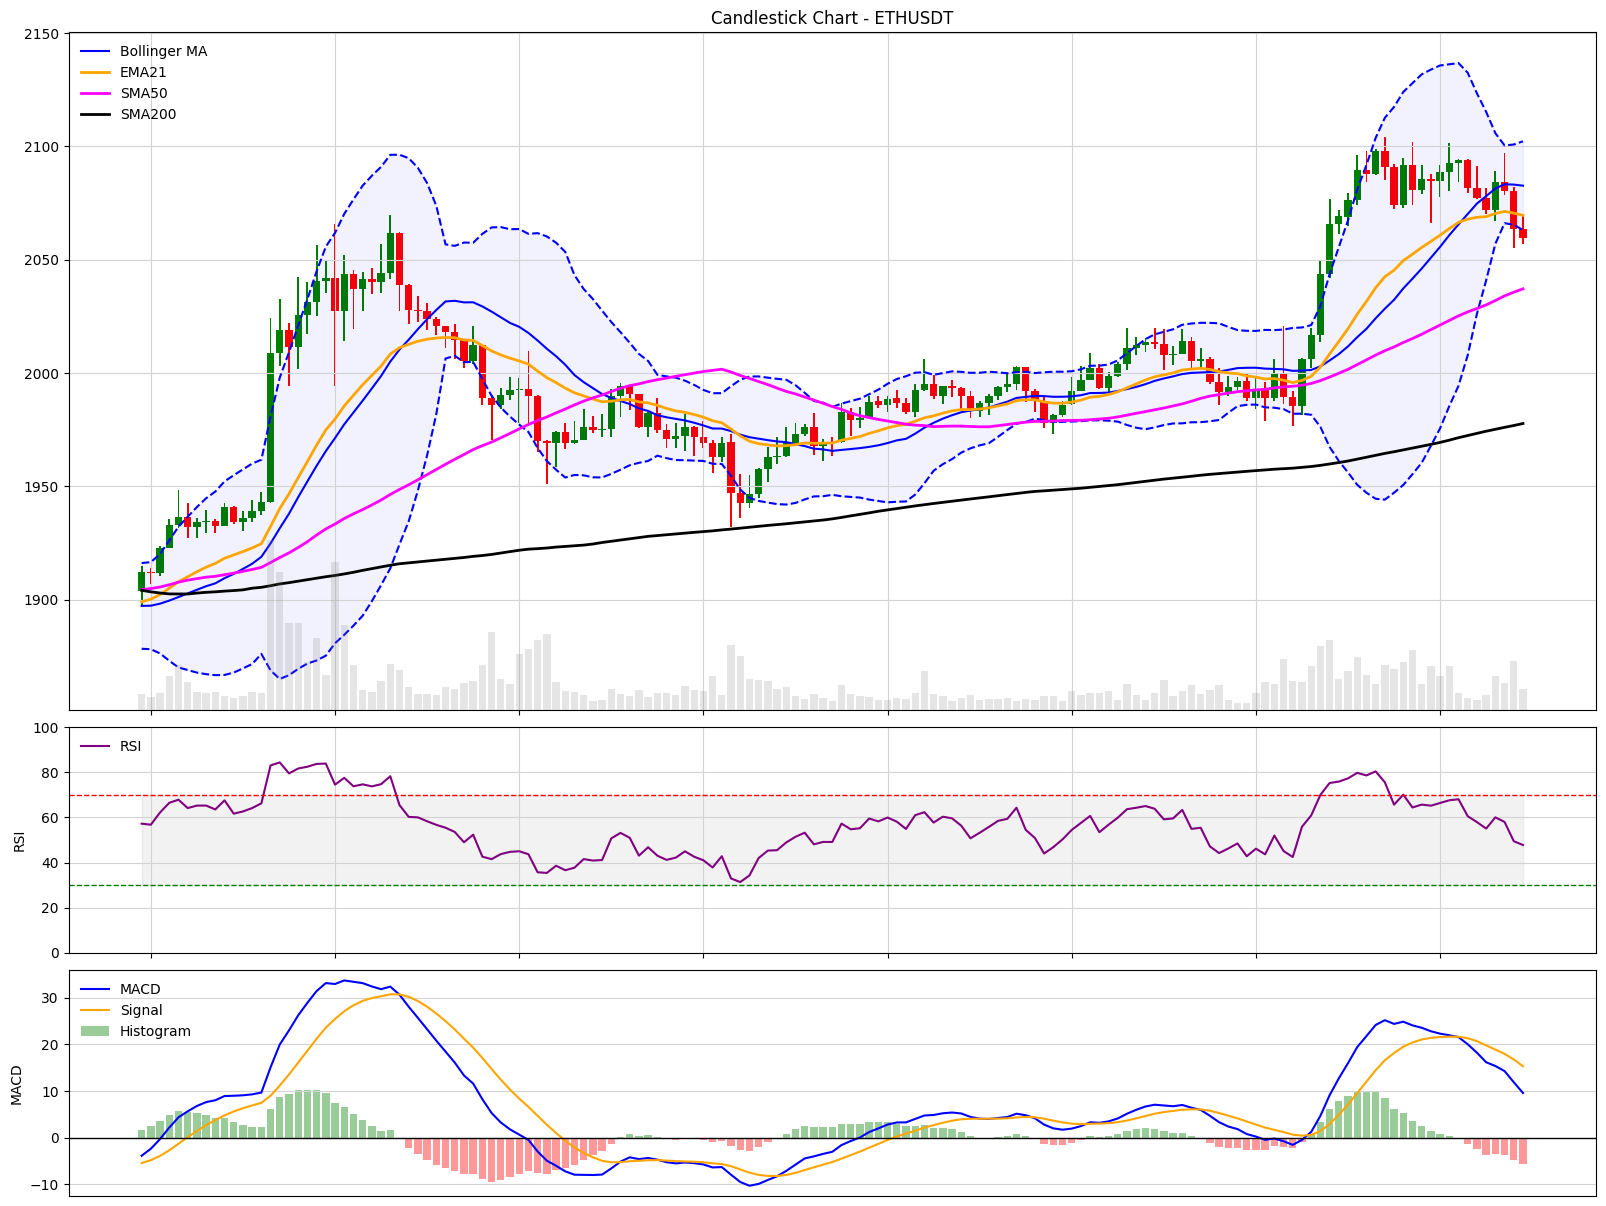 Candlestick Chart - ETHUSDT
Bollinger MA
EMA21
SMA50
SMA200
2150
2100
2050
2000
1950
1900
RSI
100
80
60
40
20
0
RSI
MACD
Signal
Histogram
30
20
10
0
−10
MACD